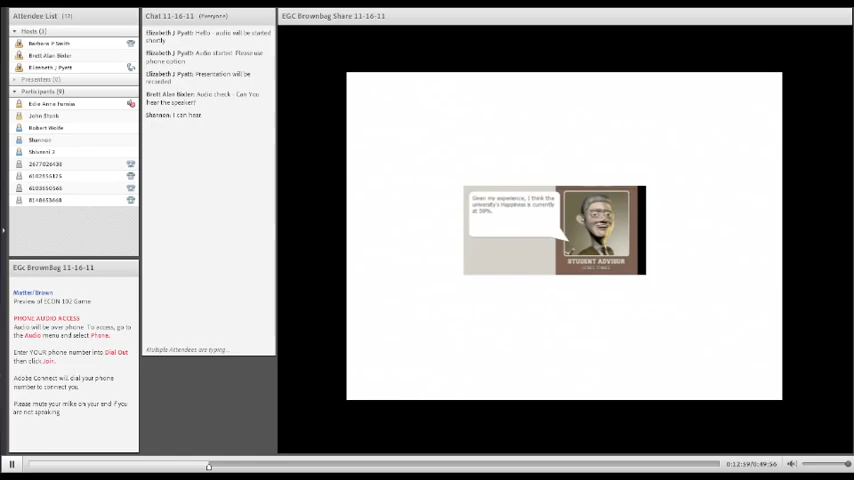 Attendee List (12)
Hosts (3)
Barbara P Smith
Brett Alan Bixler
Elizabeth J Pyatt
Presenters (0)
Participants (9)
Edie Anne Furniss
John Shank
Robert Wolfe
Shannon
Shivaani 2
2677026438
6103550568
8148653668
Chat 11-16-11 (Everyone)
Elizabeth J Pyatt: Hello - audio will be started
shortly
Elizabeth J Pyatt: Audio started. Please use
phone option
Elizabeth J Pyatt: Presentation will be
recorded
Brett Alan Bixler: Audio check - Can You
hear the speaker?
Shannon: I can hear
Multiple Attendees are typing...
EGC BrownBag 11-16-11
Matter/Brown
Preview of ECON 102 Game
PHONE AUDIO ACCESS
Audio will be over phone. To access, go to
the Audio menu and select Phone.
Enter YOUR phone number into Dial Out
then click Join.
Adobe Connect will dial your phone
number to connect you.
Please mute your mike on your end if you
are not speaking
EGC Brownbag Share 11-16-11
Given my experience, I think the
university's Happiness is currently
at 59%.
STUDENT ADVISOR
0:12:59/0:49:56